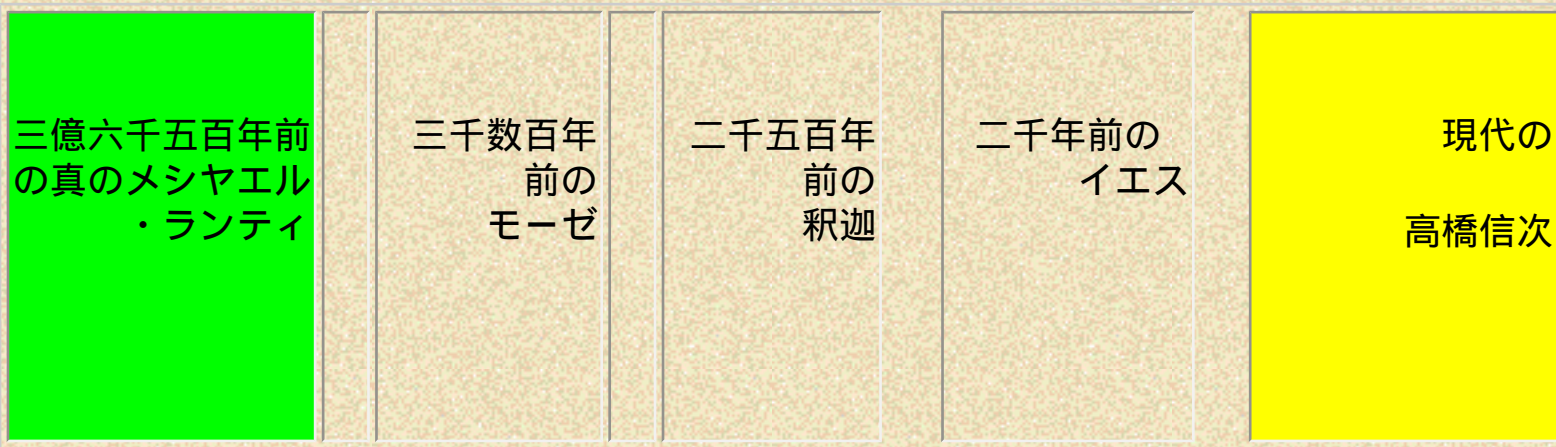 三億六千五百年前
の真のメシヤエル
・ランティ
三千数百年
前の
モーゼ
二千五百年
前の
釈迦
二千年前の
イエス
現代の
高橋信次